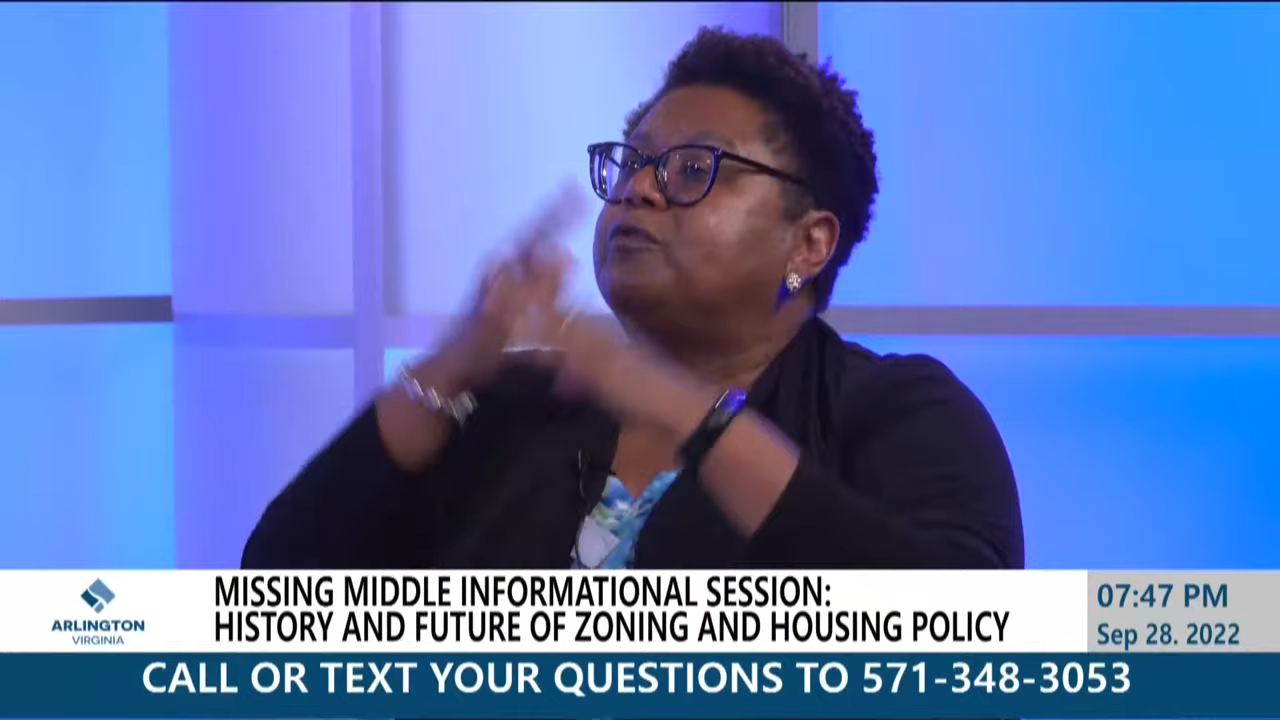 MISSING MIDDLE INFORMATIONAL SESSION:
HISTORY AND FUTURE OF ZONING AND HOUSING POLICY
ARLINGTON
VIRGINIA
07:47 PM
Sep 28. 2022
CALL OR TEXT YOUR QUESTIONS TO 571-348-3053